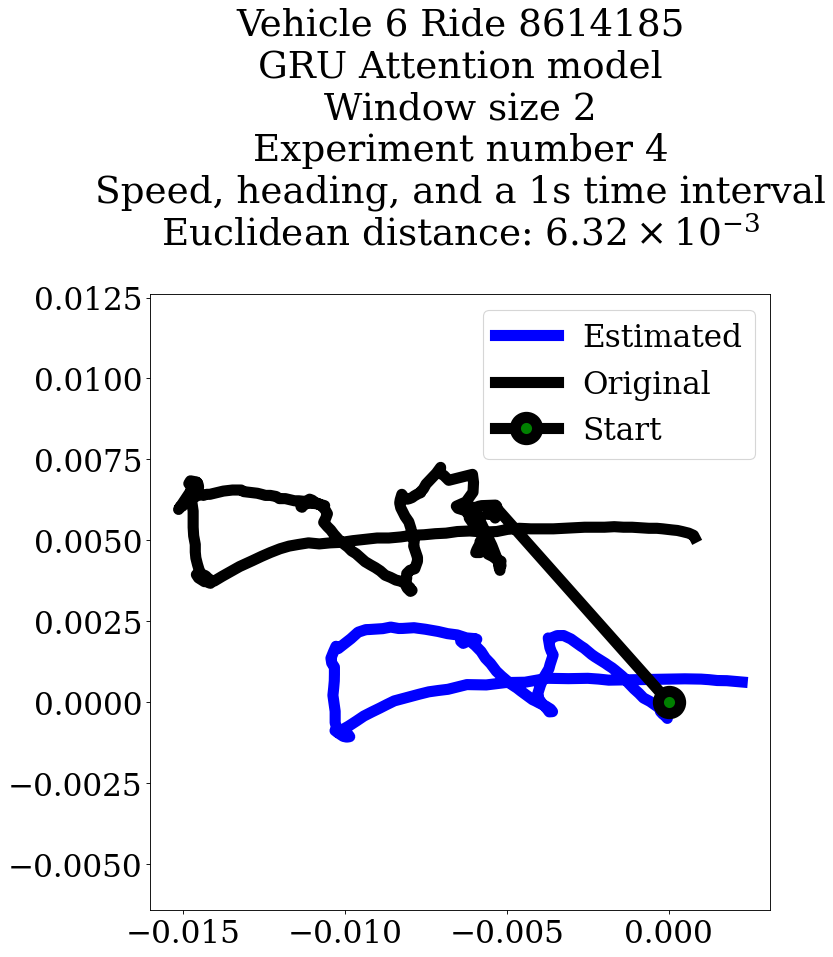 Vehicle 6 Ride 8614185
GRU Attention model
Window size 2
Experiment number 4
Speed, heading, and a 1s time interval
Euclidean distance: 6.32 × 10⁻³
0.0125
0.0100
0.0075
0.0050
0.0025
0.0000
−0.0025
−0.0050
Estimated
Original
Start
−0.015
−0.010
−0.005
0.000